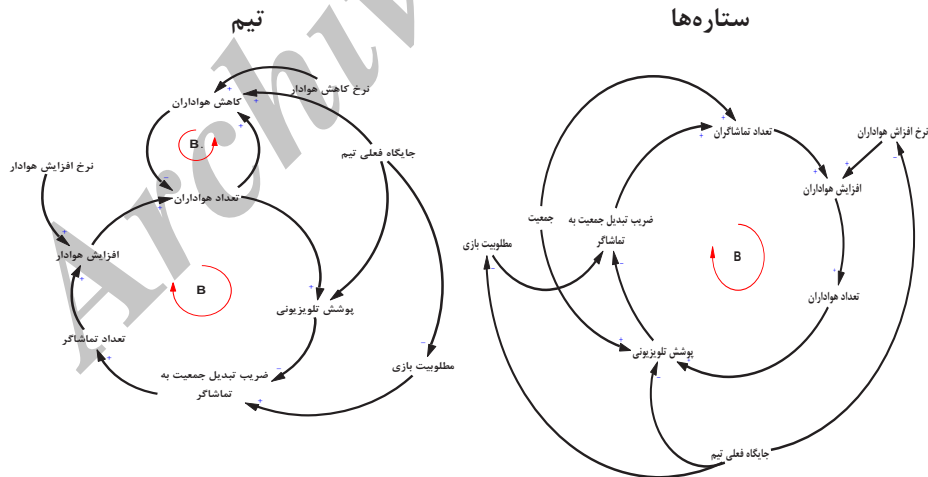 ستاره‌ها
تعداد تماشاگران
نرخ افزاش هواداران
افزایش هواداران
جمعیت
ضریب تبدیل جمعیت به
تماشاگر
مطلوبیت بازی
B
تعداد هواداران
پوشش تلویزیونی
جایگاه فعلی تیم
تیم
نرخ کاهش هوادار
کاهش هواداران
B
جایگاه فعلی تیم
نرخ افزایش هوادار
تعداد هواداران
افزایش هوادار
B
پوشش تلویزیونی
تعداد تماشاگر
مطلوبیت بازی
ضریب تبدیل جمعیت به
تماشاگر
Archiv